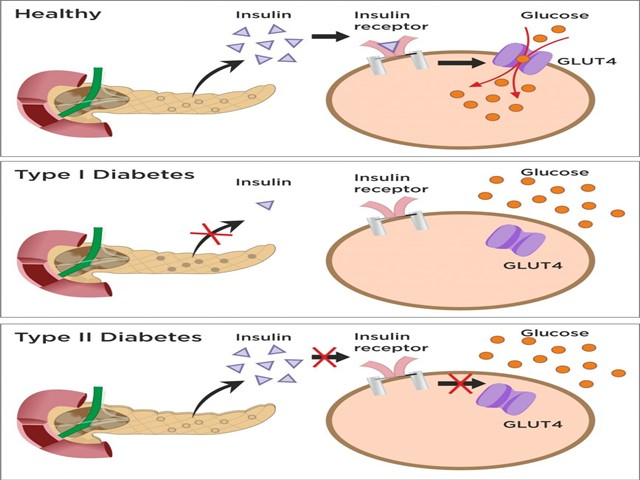 Healthy
Insulin
Insulin
receptor
Glucose
GLUT4
Type I Diabetes
Insulin
Insulin
receptor
Glucose
GLUT4
Type II Diabetes
Insulin
Insulin
receptor
Glucose
GLUT4